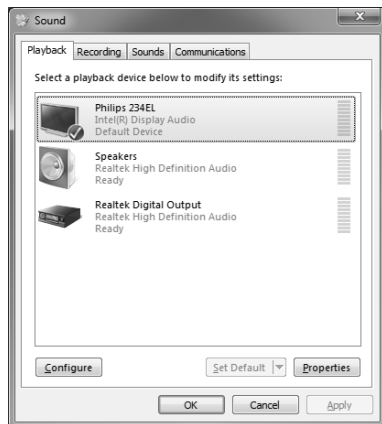 Sound
Playback Recording Sounds Communications
Select a playback device below to modify its settings:
Philips 234EL
Intel(R) Display Audio
Default Device
Speakers
Realtek High Definition Audio
Ready
Realtek Digital Output
Realtek High Definition Audio
Ready
Configure Set Default Properties
OK Cancel Apply